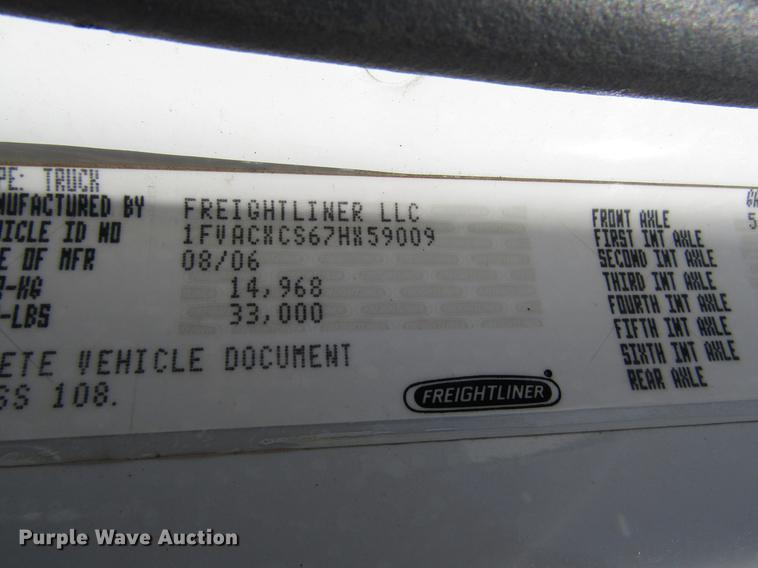 PE: TRUCK
NUFACTURED BY FREIGHTLINER LLC
ICLE ID NO 1FVACXCS67HX59009
E OF MFR 08/06
-KG 14,968
-LBS 33,000
ETE VEHICLE DOCUMENT
SS 108.
FREIGHTLINER
FRONT AXLE 5
FIRST INT AXLE
SECOND INT AXLE
THIRD INT AXLE
FOURTH INT AXLE
FIFTH INT AXLE
SIXTH INT AXLE
REAR AXLE
Purple Wave Auction